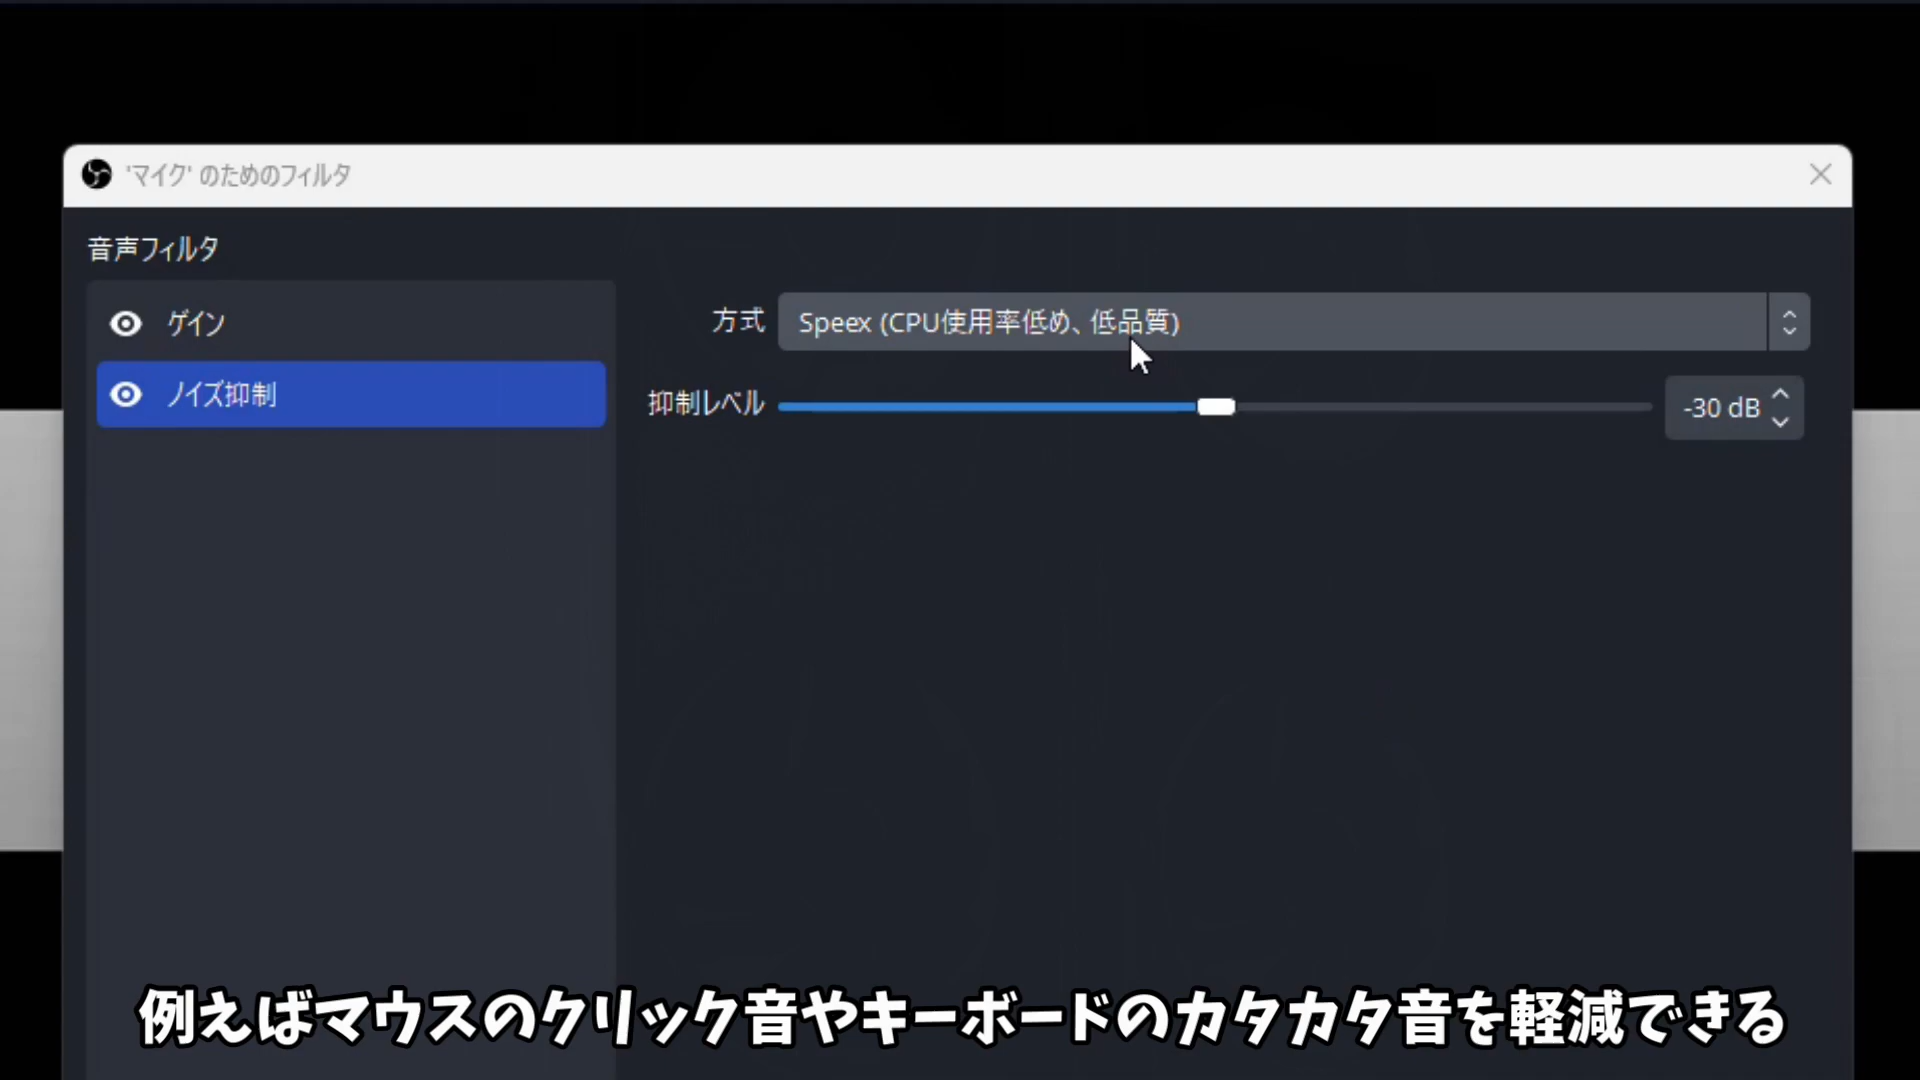 'マイク' のためのフィルタ
音声フィルタ
ゲイン
ノイズ抑制
方式 Speex (CPU使用率低め、低品質)
抑制レベル -30 dB
例えばマウスのクリック音やキーボードのカタカタ音を軽減できる